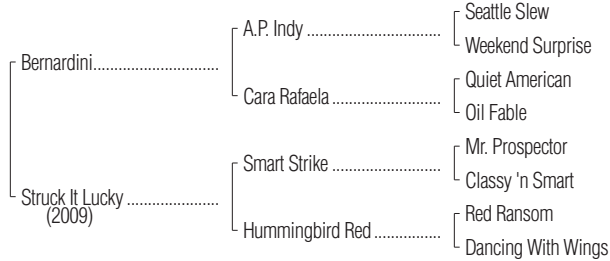 Seattle Slew
A.P. Indy ..............................
Weekend Surprise
Bernardini.............................
Quiet American
Cara Rafaela ........................
Oil Fable
Mr. Prospector
Smart Strike ........................
Classy 'n Smart
Struck It Lucky .....................
(2009)
Red Ransom
Hummingbird Red ................
Dancing With Wings